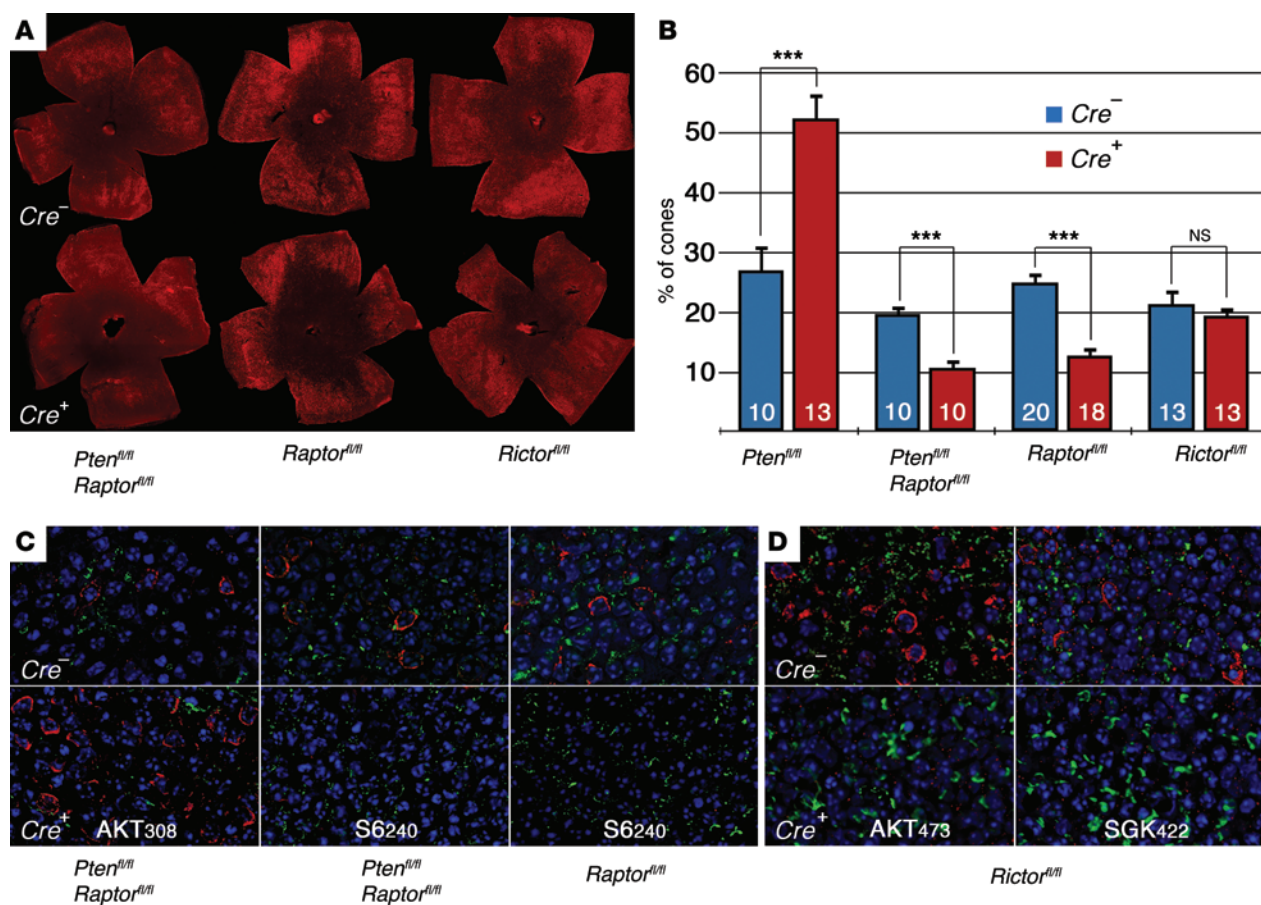 A
Cre⁻
Cre⁺
Ptenᶠˡ/ᶠˡ
Raptorᶠˡ/ᶠˡ
Raptorᶠˡ/ᶠˡ
Rictorᶠˡ/ᶠˡ
B
% of cones
60
50
40
30
20
10
***
***
***
NS
Cre⁻
Cre⁺
10
13
10
10
20
18
13
13
Ptenᶠˡ/ᶠˡ
Ptenᶠˡ/ᶠˡ
Raptorᶠˡ/ᶠˡ
Raptorᶠˡ/ᶠˡ
Rictorᶠˡ/ᶠˡ
C
Cre⁻
Cre⁺
AKT308
S6240
S6240
Ptenᶠˡ/ᶠˡ
Raptorᶠˡ/ᶠˡ
Ptenᶠˡ/ᶠˡ
Raptorᶠˡ/ᶠˡ
Raptorᶠˡ/ᶠˡ
D
Cre⁻
Cre⁺
AKT473
SGK422
Rictorᶠˡ/ᶠˡ